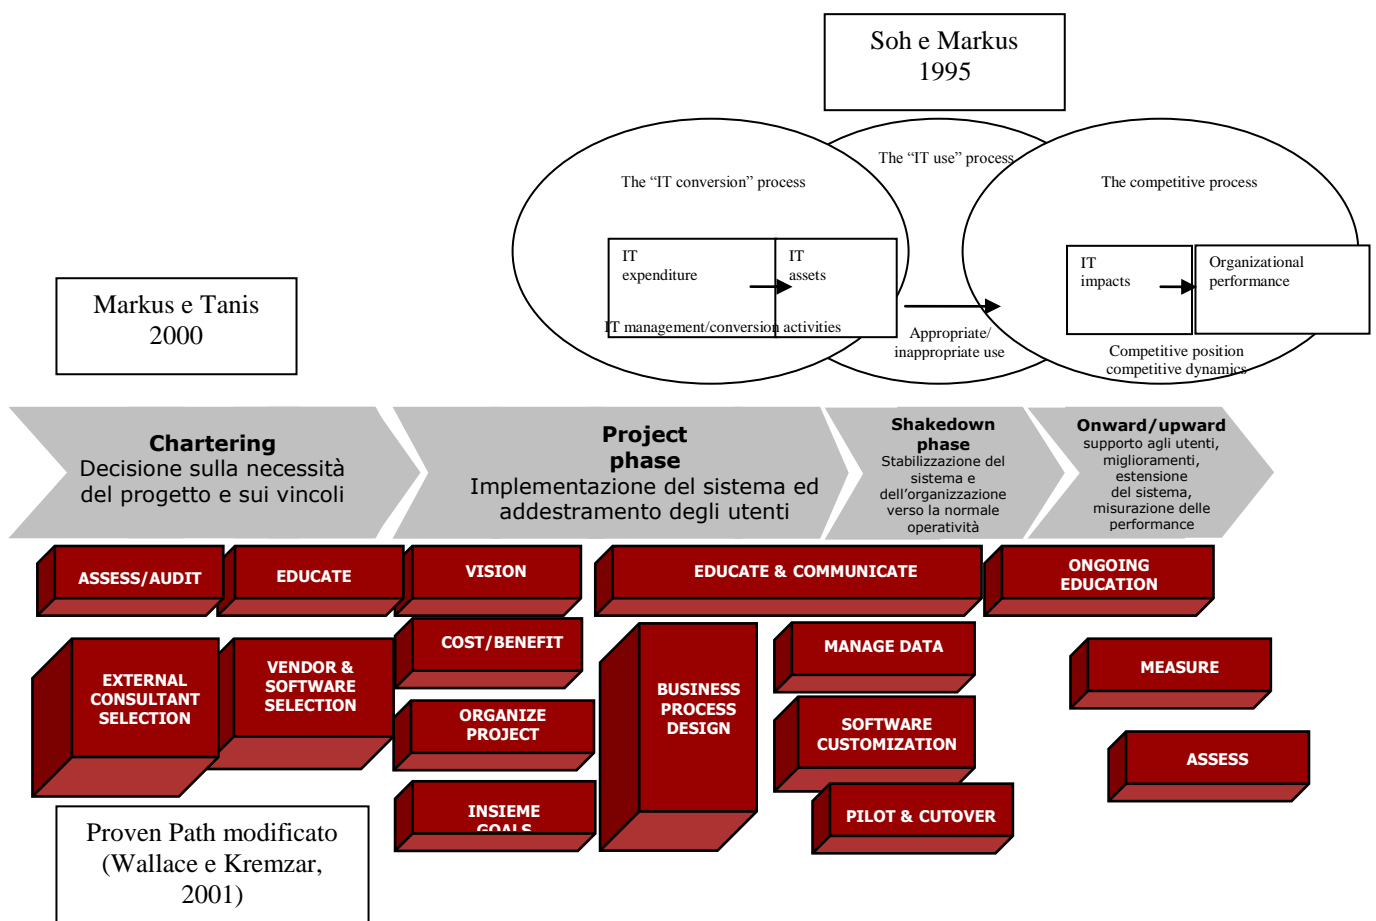 Soh e Markus
1995
The "IT use" process
The “IT conversion” process
The competitive process
IT
expenditure
IT
assets
IT management/conversion activities
Appropriate/
inappropriate use
IT
impacts
Organizational
performance
Competitive position
competitive dynamics
Markus e Tanis
2000
Chartering
Decisione sulla necessità
del progetto e sui vincoli
Project
phase
Implementazione del sistema ed
addestramento degli utenti
Shakedown
phase
Stabilizzazione del
sistema e
dell’organizzazione
verso la normale
operatività
Onward/upward
supporto agli utenti,
miglioramenti,
estensione
del sistema,
misurazione delle
performance
ASSESS/AUDIT
EDUCATE
VISION
EDUCATE & COMMUNICATE
ONGOING
EDUCATION
EXTERNAL
CONSULTANT
SELECTION
VENDOR &
SOFTWARE
SELECTION
COST/BENEFIT
ORGANIZE
PROJECT
INSIEME
GOALS
BUSINESS
PROCESS
DESIGN
MANAGE DATA
SOFTWARE
CUSTOMIZATION
PILOT & CUTOVER
MEASURE
ASSESS
Proven Path modificato
(Wallace e Kremzar,
2001)